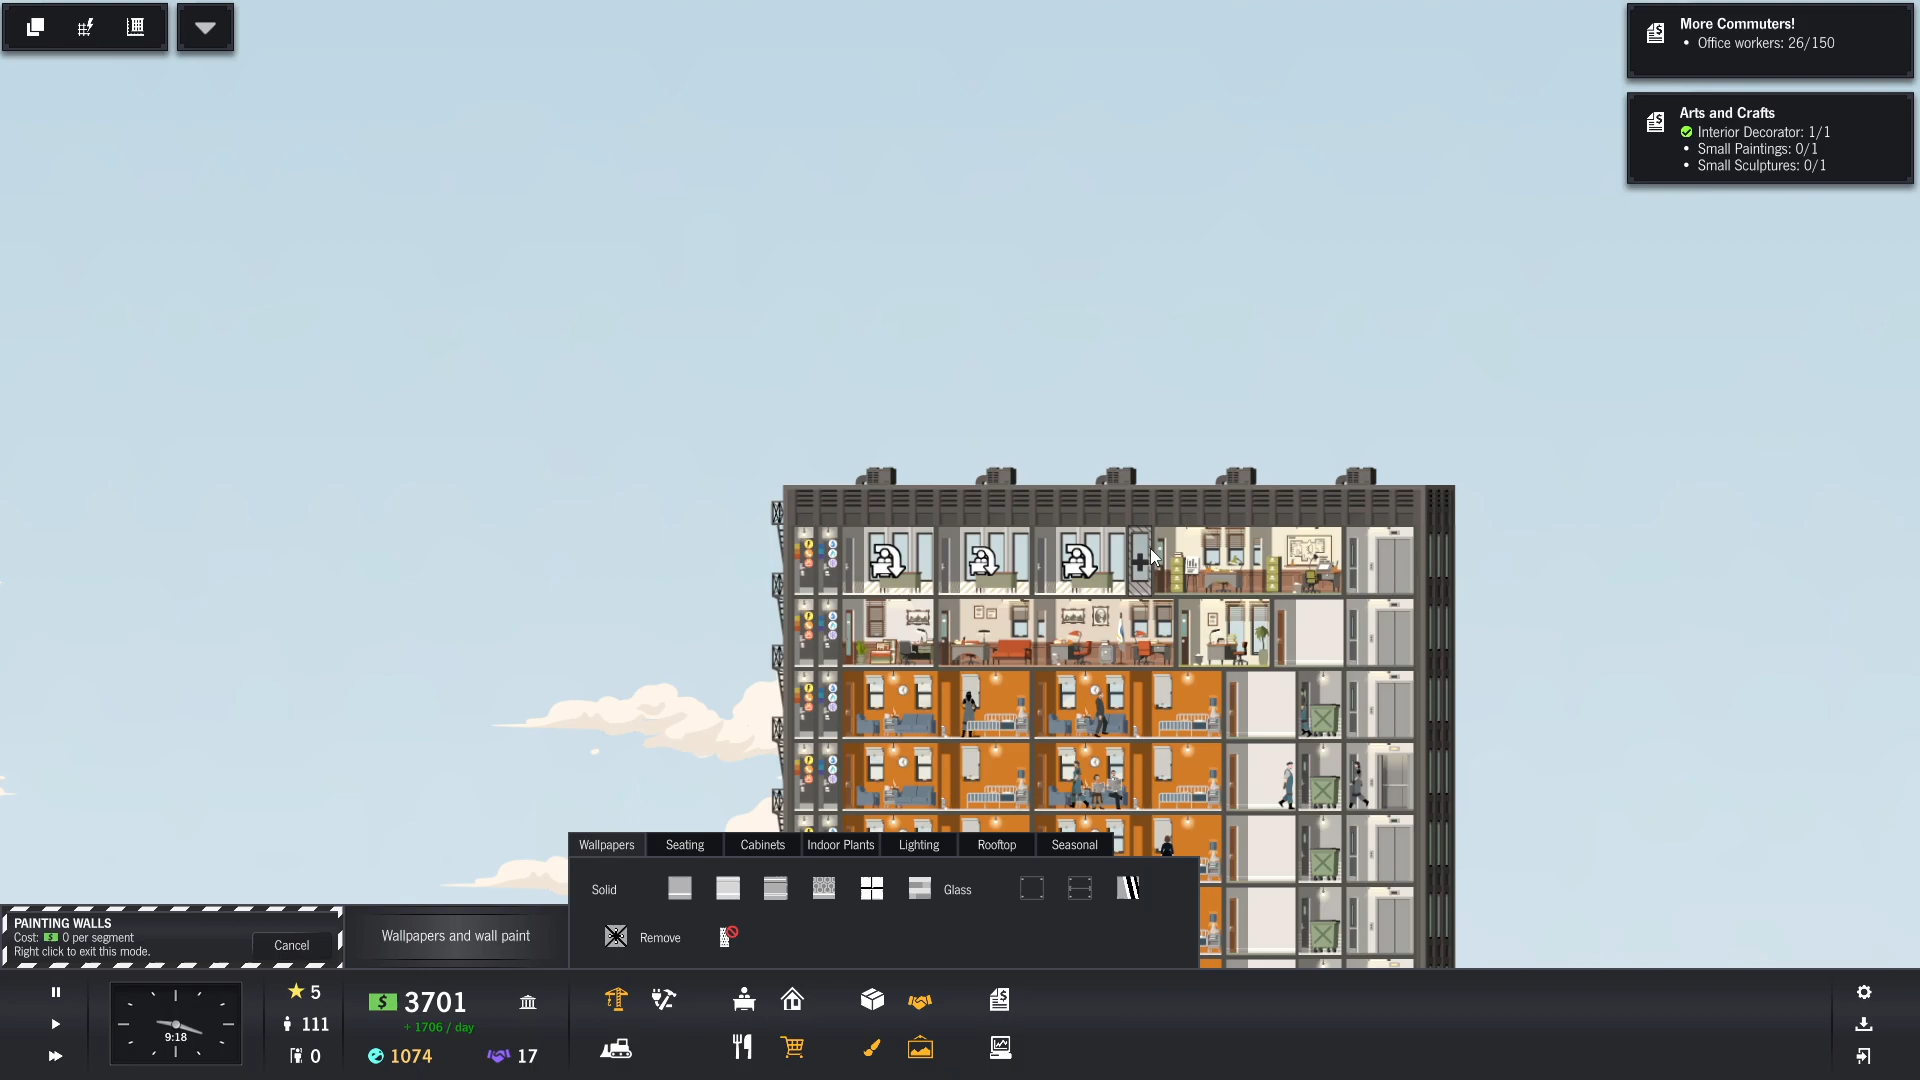 More Commuters!
• Office workers: 26/150
Arts and Crafts
Interior Decorator: 1/1
• Small Paintings: 0/1
• Small Sculptures: 0/1
Wallpapers
Seating
Cabinets
Indoor Plants
Lighting
Rooftop
Seasonal
Solid
Glass
Remove
PAINTING WALLS
Cost: $ 0 per segment
Right click to exit this mode.
Cancel
Wallpapers and wall paint
9:18
5
111
0
$ 3701
+ 1706 / day
1074
17